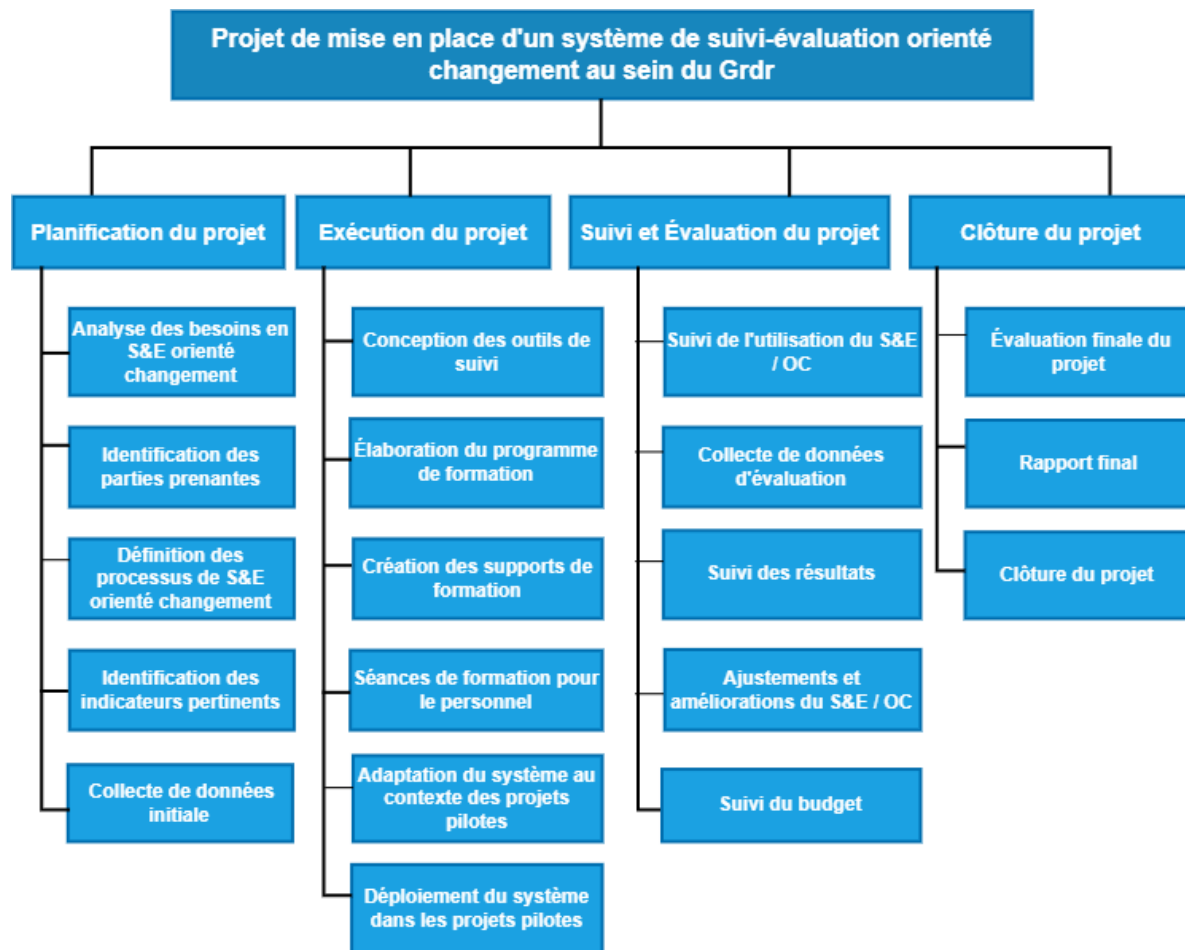 Projet de mise en place d'un système de suivi-évaluation orienté
changement au sein du Grdr
Planification du projet
Analyse des besoins en
S&E orienté
changement
Identification des
parties prenantes
Définition des
processus de S&E
orienté changement
Identification des
indicateurs pertinents
Collecte de données
initiale
Exécution du projet
Conception des outils de
suivi
Élaboration du programme
de formation
Création des supports de
formation
Séances de formation pour
le personnel
Adaptation du système au
contexte des projets
pilotes
Déploiement du système
dans les projets pilotes
Suivi et Évaluation du projet
Suivi de l'utilisation du S&E
/ OC
Collecte de données
d'évaluation
Suivi des résultats
Ajustements et
améliorations du S&E / OC
Suivi du budget
Clôture du projet
Évaluation finale du
projet
Rapport final
Clôture du projet